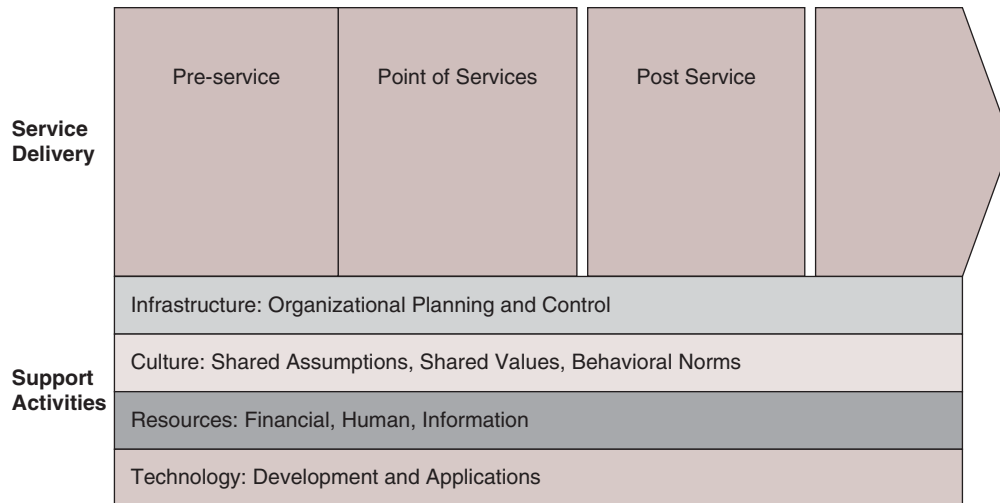 Pre-service
Point of Services
Post Service
Service
Delivery
Infrastructure: Organizational Planning and Control
Culture: Shared Assumptions, Shared Values, Behavioral Norms
Support
Activities
Resources: Financial, Human, Information
Technology: Development and Applications